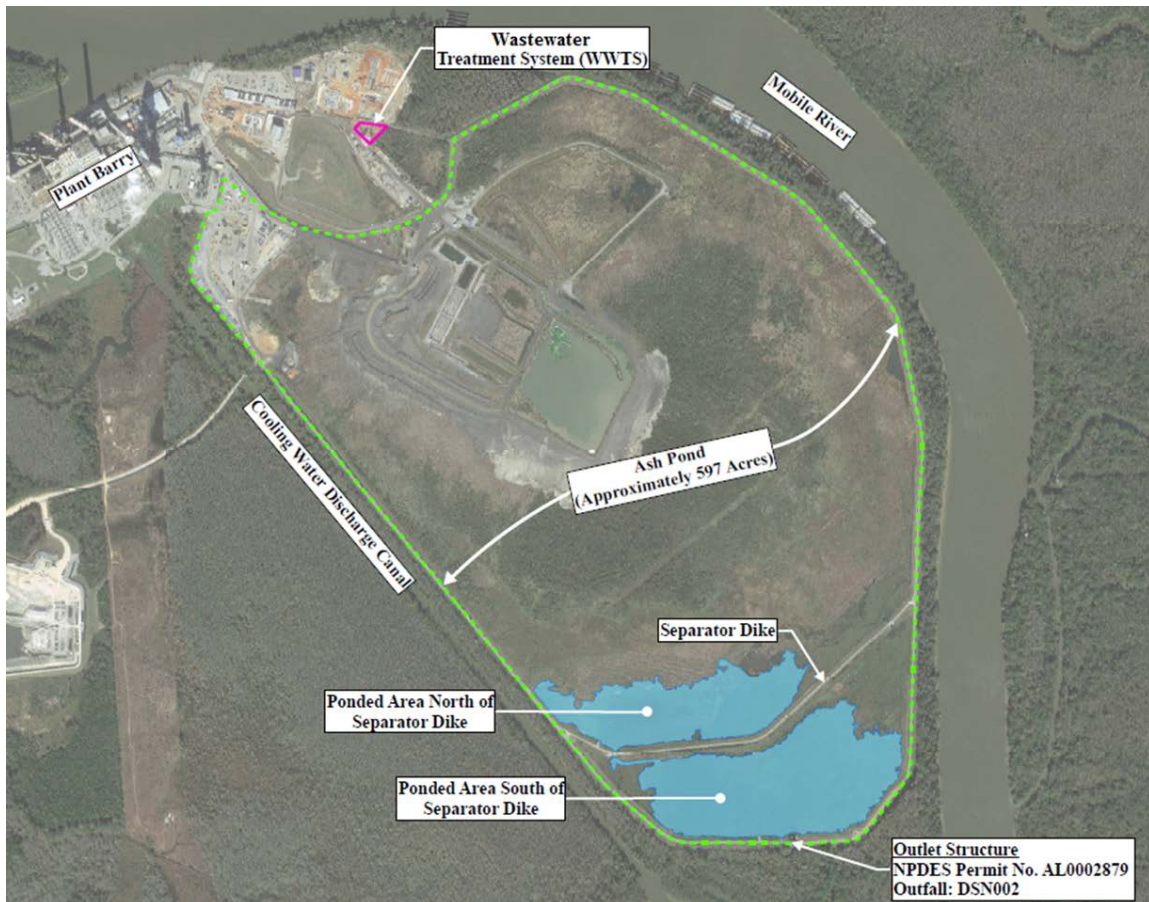 Wastewater
Treatment System (WWTS)
Mobile River
Plant Barry
Cooling Water Discharge Canal
Ash Pond
(Approximately 597 Acres)
Separator Dike
Ponded Area North of
Separator Dike
Ponded Area South of
Separator Dike
Outlet Structure
NPDES Permit No. AL0002879
Outfall: DSN002